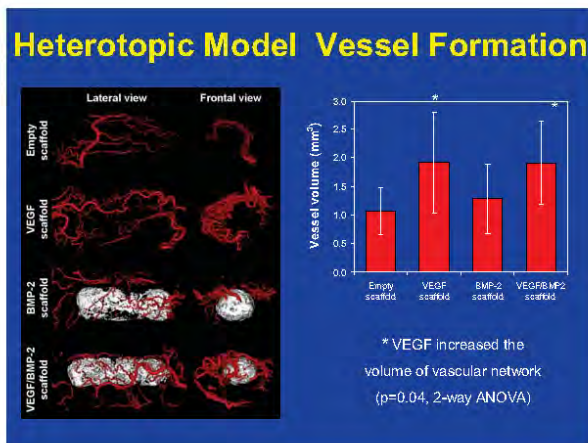 Heterotopic Model Vessel Formation
Lateral view
Frontal view
Empty
scaffold
VEGF
scaffold
BMP-2
scaffold
VEGF/BMP-2
scaffold
*
*
Vessel volume (mm³)
3.0
2.5
2.0
1.5
1.0
0.5
0.0
Empty
scaffold
VEGF
scaffold
BMP-2
scaffold
VEGF/BMP2
scaffold
* VEGF increased the
volume of vascular network
(p=0.04, 2-way ANOVA)